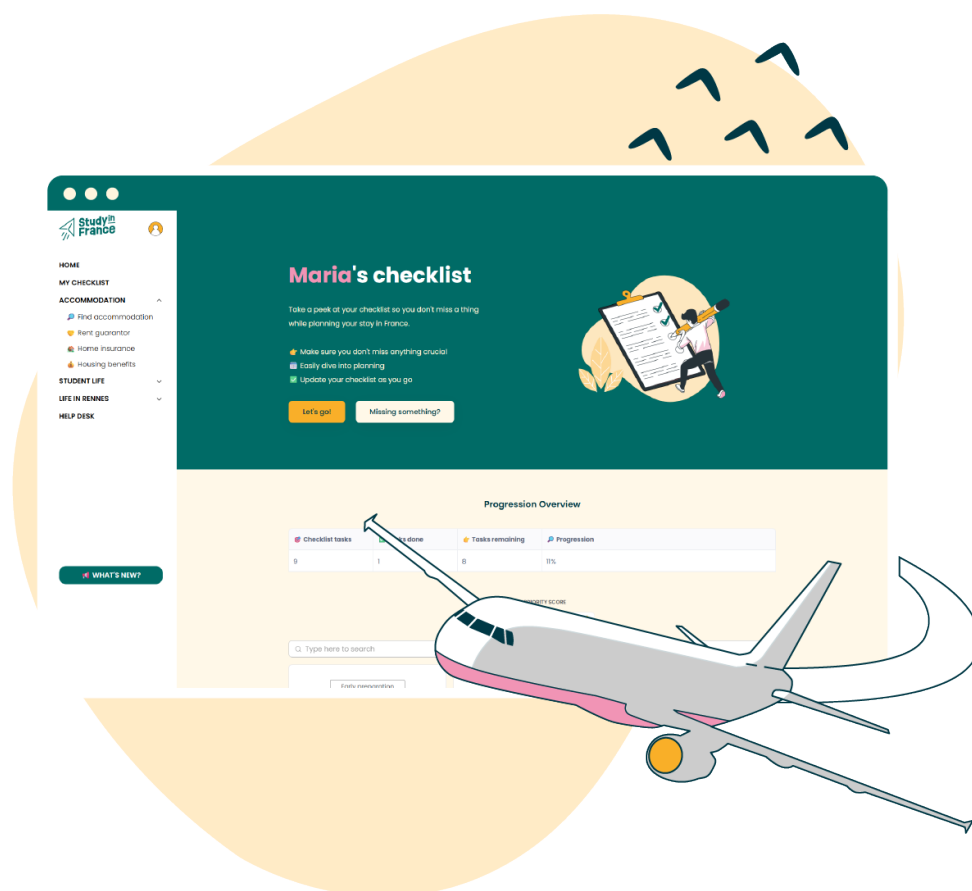 Study in
France
HOME
MY CHECKLIST
ACCOMMODATION
Find accommodation
Rent guarantor
Home insurance
Housing benefits
STUDENT LIFE
LIFE IN RENNES
HELP DESK
WHAT'S NEW?
Maria's checklist
Take a peek at your checklist so you don't miss a thing
while planning your stay in France.
Make sure you don't miss anything crucial
Easily dive into planning
Update your checklist as you go
Let's go!
Missing something?
Progression Overview
Checklist tasks
done
Tasks remaining
Progression
9
1
8
11%
SCORE
Type here to search
Early preparation